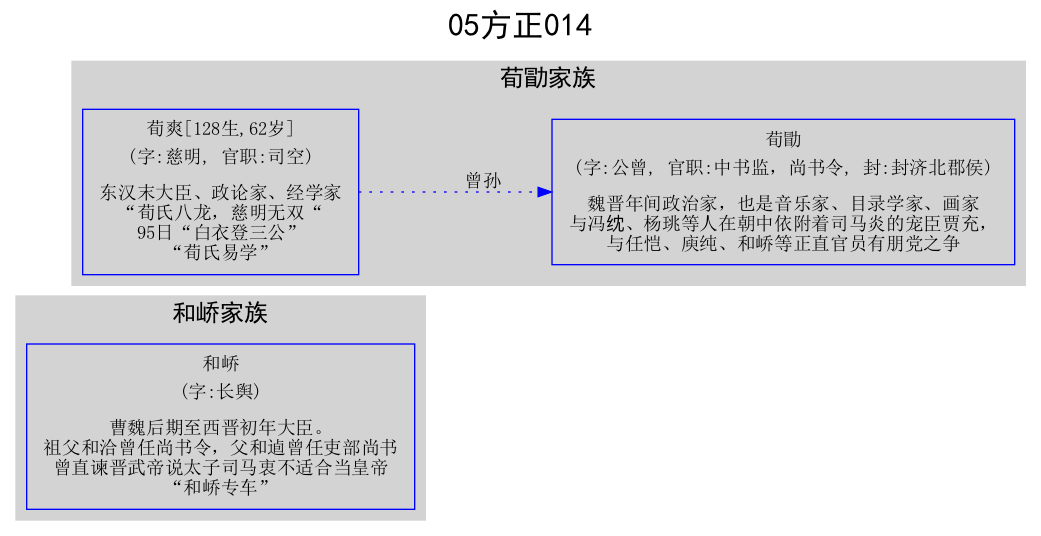 05方正014
荀勖家族
荀爽[128生,62岁]
(字:慈明, 官职:司空)
东汉末大臣、政论家、经学家
“荀氏八龙，慈明无双“
95日“白衣登三公”
“荀氏易学”
曾孙
荀勖
(字:公曾, 官职:中书监，尚书令, 封:封济北郡侯)
魏晋年间政治家，也是音乐家、目录学家、画家
与冯紞、杨珧等人在朝中依附着司马炎的宠臣贾充，
与任恺、庾纯、和峤等正直官员有朋党之争
和峤家族
和峤
(字:长舆)
曹魏后期至西晋初年大臣。
祖父和洽曾任尚书令，父和逌曾任吏部尚书
曾直谏晋武帝说太子司马衷不适合当皇帝
“和峤专车”